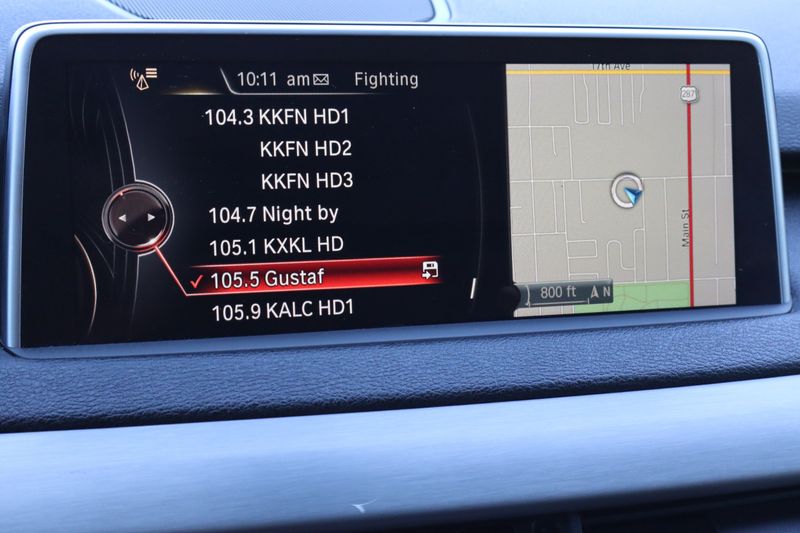 10:11 am Fighting
104.3 KKFN HD1
KKFN HD2
KKFN HD3
104.7 Night by
105.1 KXKL HD
105.5 Gustaf
105.9 KALC HD1
17th Ave
287
Main St
800 ft N